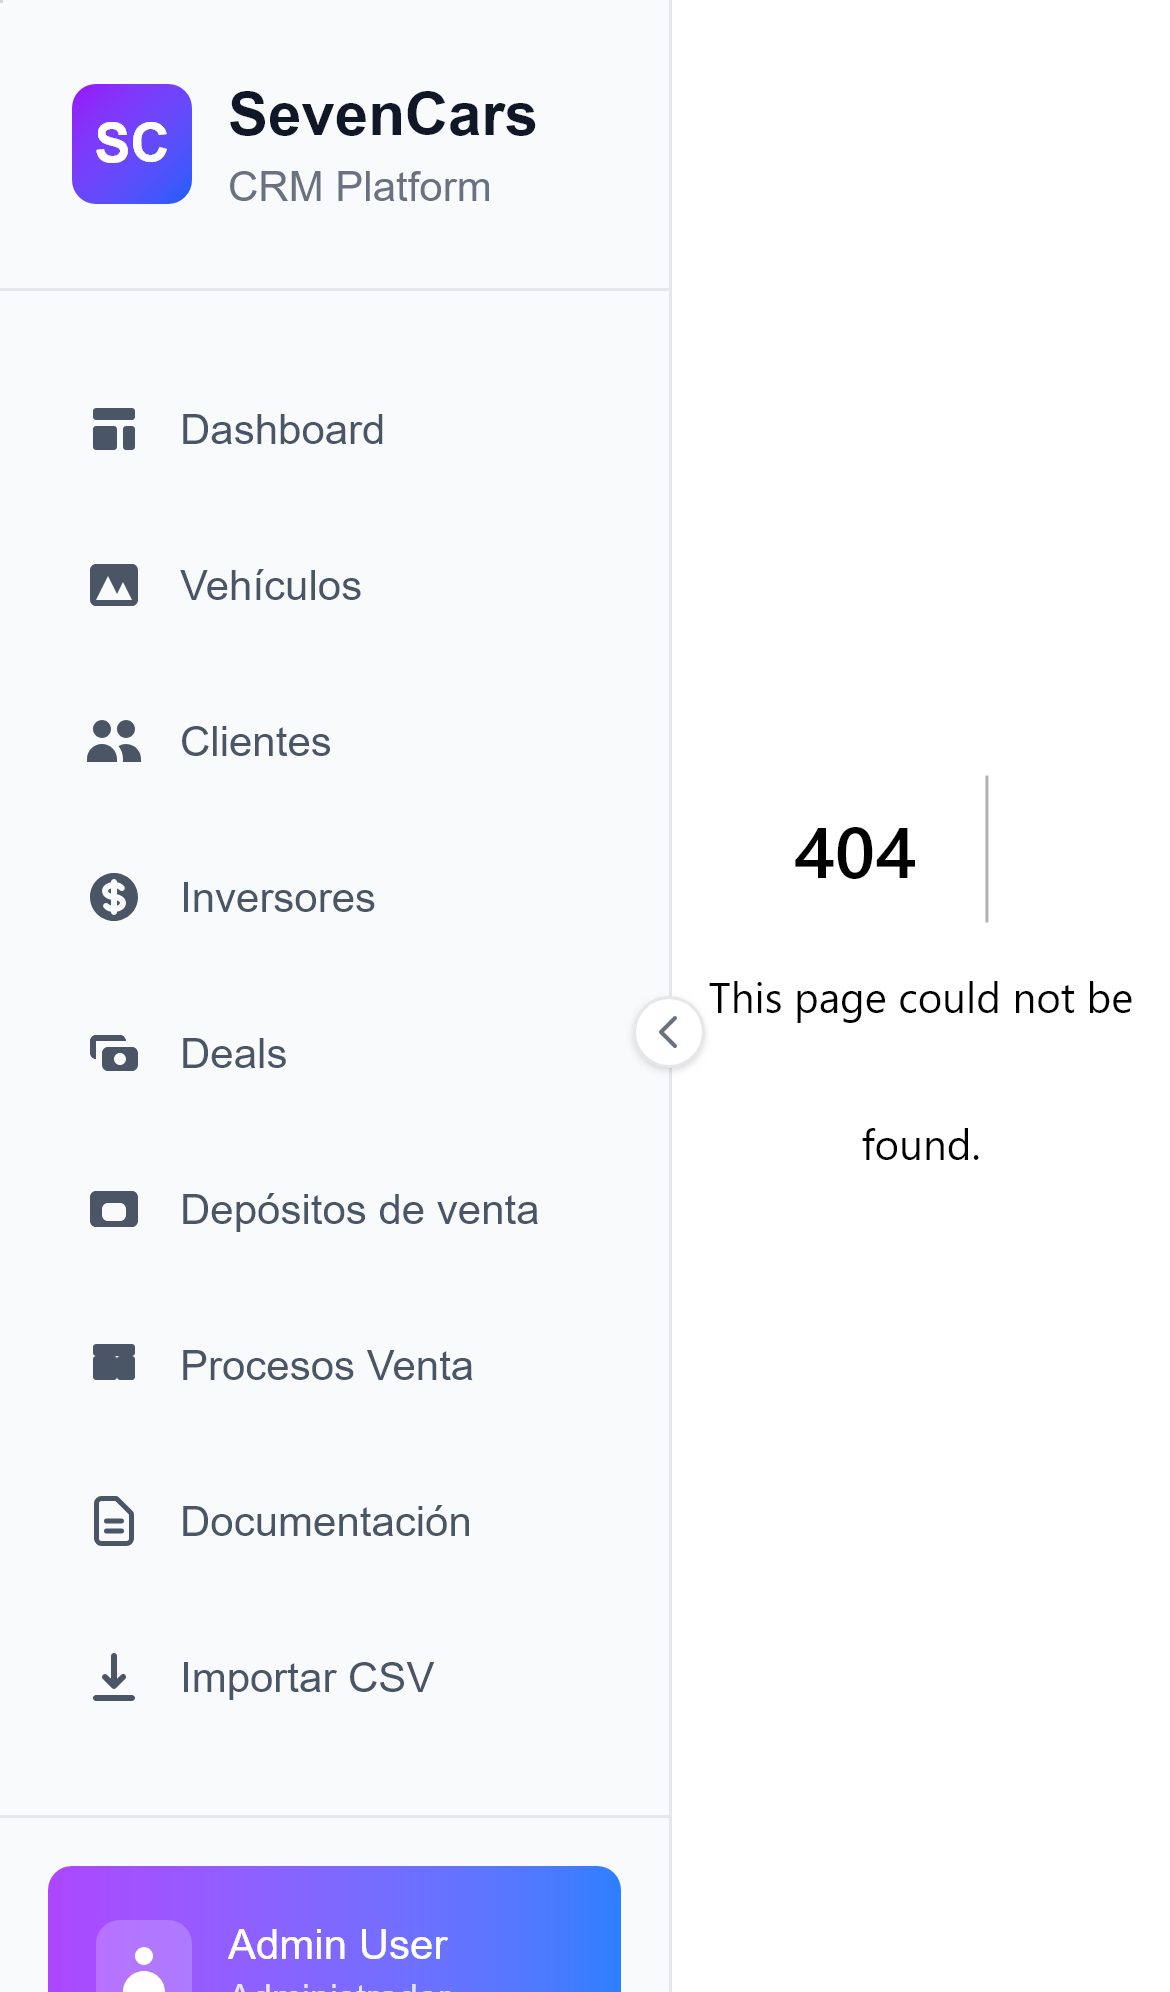 SC
SevenCars
CRM Platform
Dashboard
Vehículos
Clientes
Inversores
Deals
Depósitos de venta
Procesos Venta
Documentación
Importar CSV
Admin User
Administrador
404
This page could not be
found.